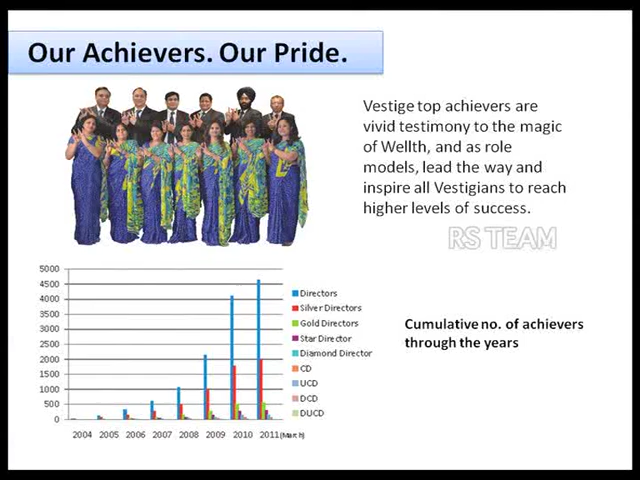 Our Achievers. Our Pride.
Vestige top achievers are
vivid testimony to the magic
of Wellth, and as role
models, lead the way and
inspire all Vestigians to reach
higher levels of success.
RS TEAM
5000
4500
4000
3500
3000
2500
2000
1500
1000
500
0
2004 2005 2006 2007 2008 2009 2010 2011(March)
Directors
Silver Directors
Gold Directors
Star Director
Diamond Director
CD
UCD
DCD
DUCD
Cumulative no. of achievers
through the years